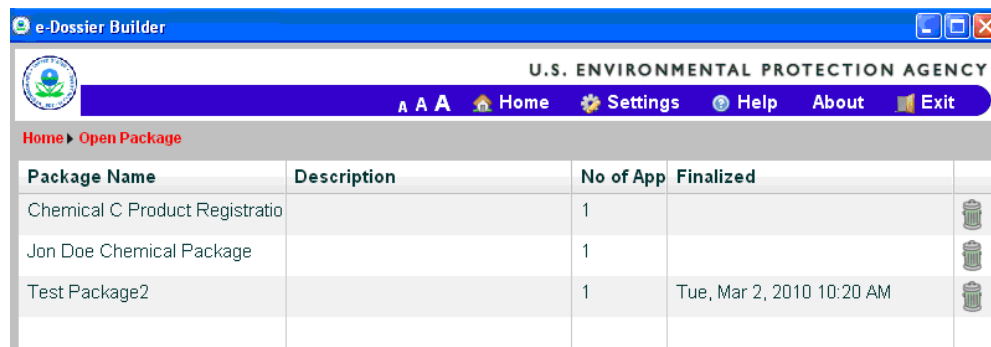 e-Dossier Builder
U.S. ENVIRONMENTAL PROTECTION AGENCY
A A A Home Settings Help About Exit
Home Open Package
Package Name Description No of App Finalized
Chemical C Product Registratio 1
Jon Doe Chemical Package 1
Test Package2 1 Tue, Mar 2, 2010 10:20 AM